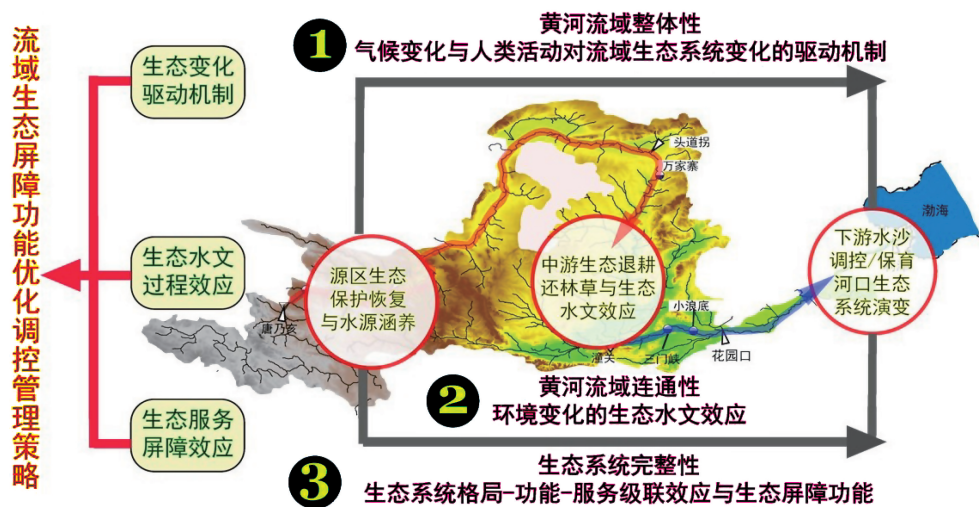 流域生态屏障功能优化调控管理策略
生态变化
驱动机制
生态水文
过程效应
生态服务
屏障效应
1
黄河流域整体性
气候变化与人类活动对流域生态系统变化的驱动机制
头道拐
万家寨
渤海
源区生态
保护恢复
与水源涵养
中游生态退耕
还林草与生态
水文效应
下游水沙
调控/保育
河口生态
系统演变
唐乃亥
小浪底
潼关
三门峡
花园口
2
黄河流域连通性
环境变化的生态水文效应
3
生态系统完整性
生态系统格局-功能-服务级联效应与生态屏障功能